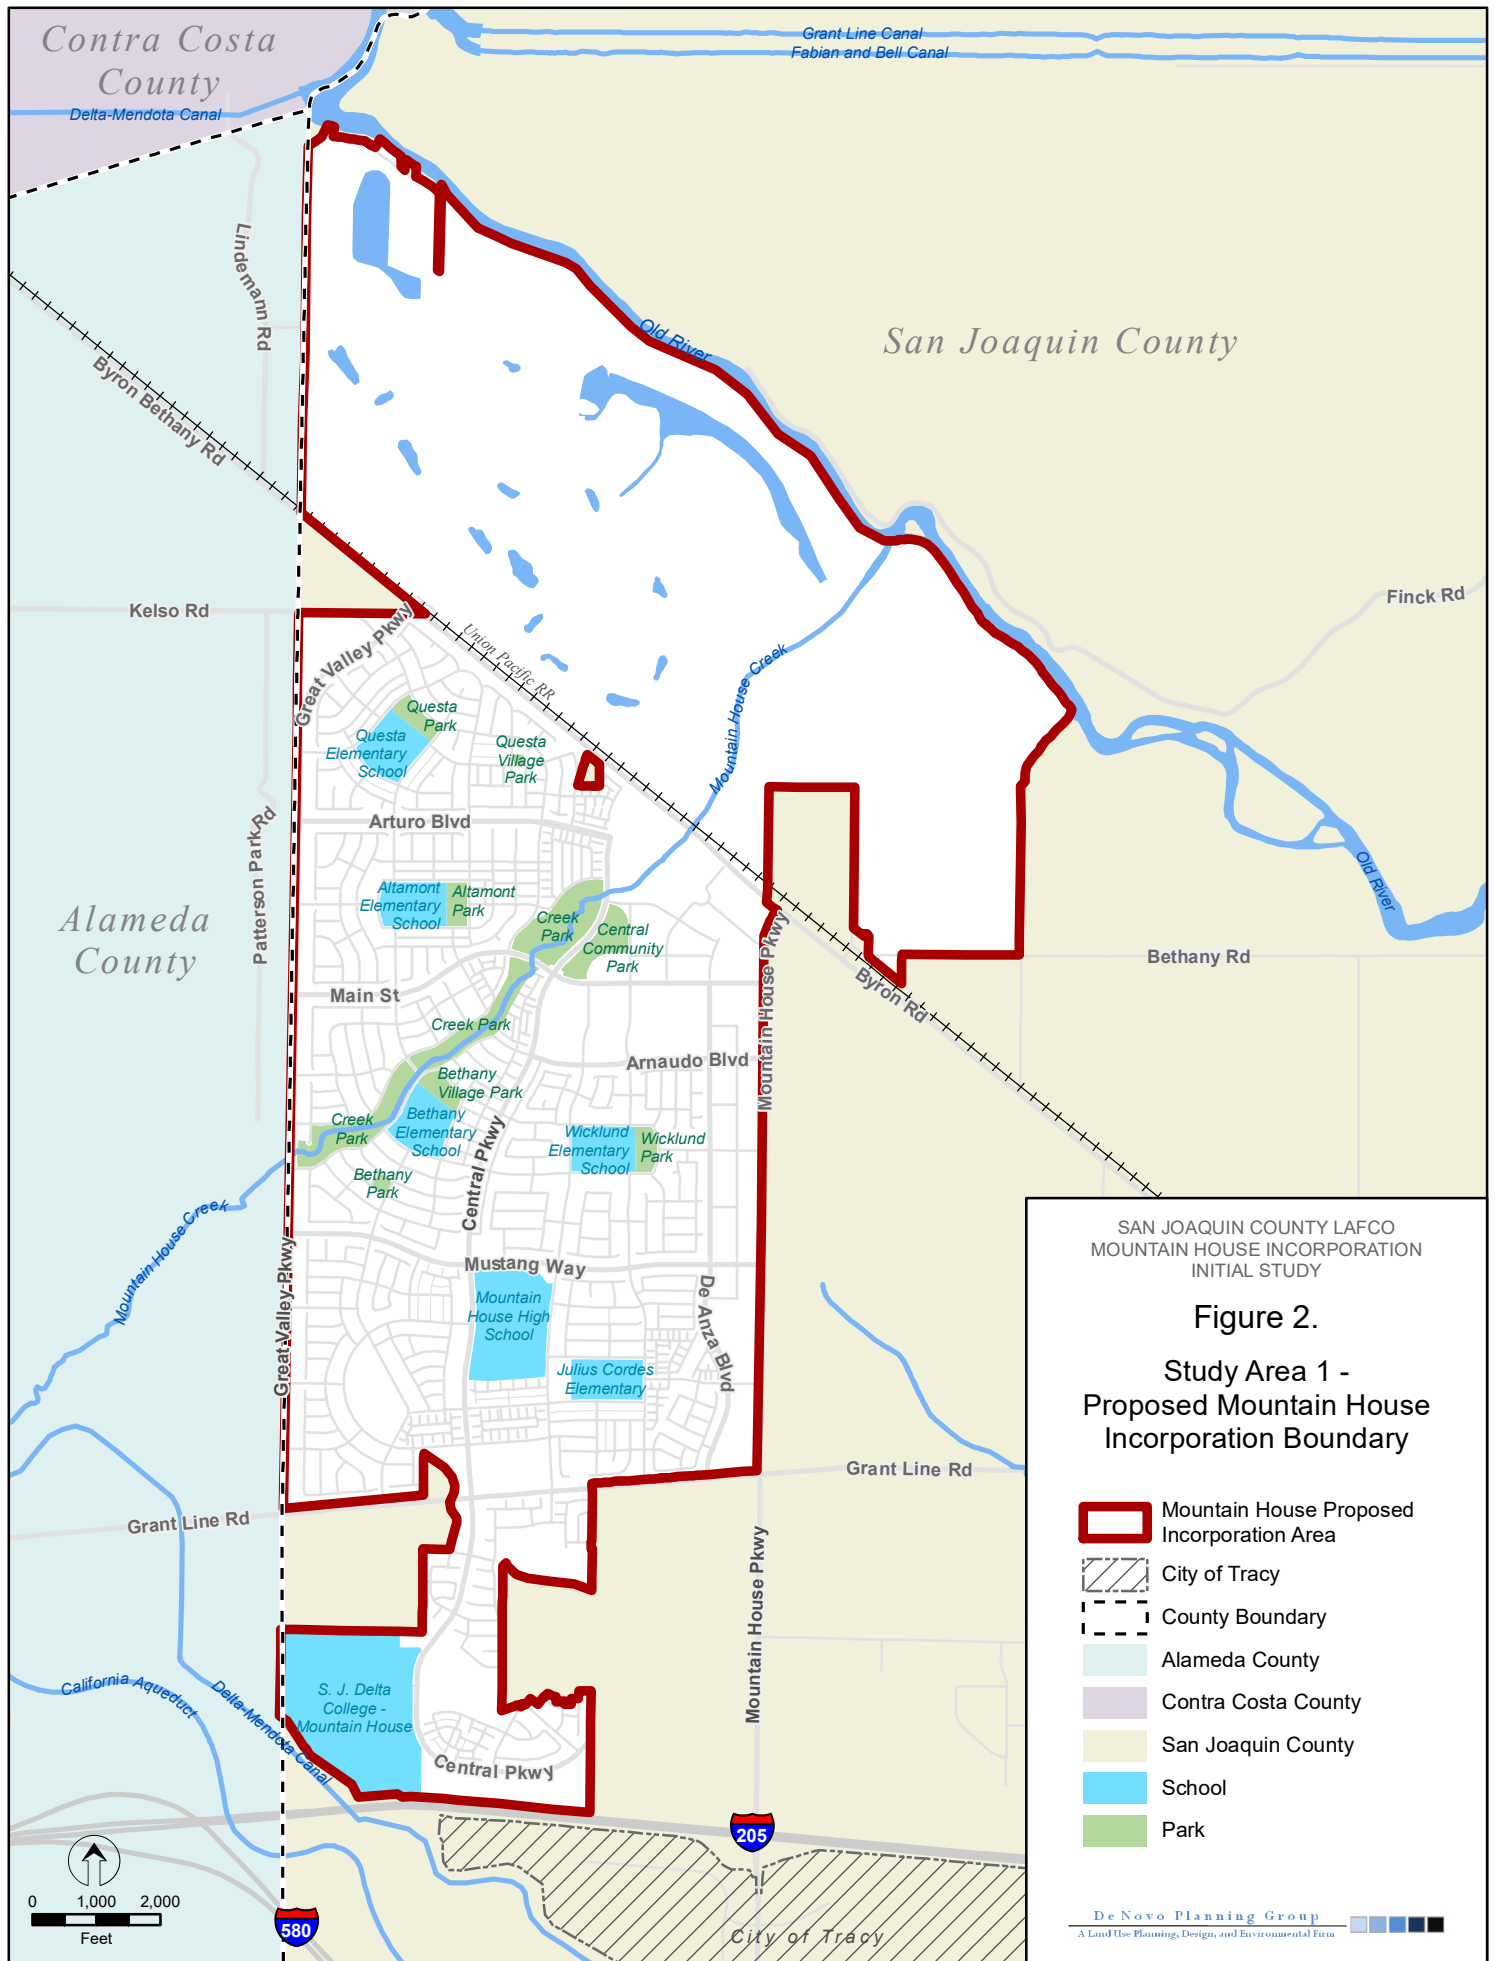 Contra Costa
County
Delta-Mendota Canal
Grant Line Canal
Fabian and Bell Canal
Lindemann Rd
Byron Bethany Rd
Old River
San Joaquin County
Kelso Rd
Finck Rd
Great Valley Pkwy
Union Pacific RR
Mountain House Creek
Questa
Park
Questa
Elementary
School
Questa
Village
Park
Arturo Blvd
Patterson Park Rd
Old River
Altamont
Elementary
School
Altamont
Park
Alameda
County
Creek
Park
Central
Community
Park
Mountain House Pkwy
Byron Rd
Bethany Rd
Main St
Creek Park
Arnaudo Blvd
Bethany
Village Park
Bethany
Elementary
School
Creek
Park
Central Pkwy
Wicklund
Elementary
School
Wicklund
Park
Bethany
Park
Mountain House Creek
Great Valley Pkwy
Mustang Way
Mountain
House High
School
De Anza Blvd
Julius Cordes
Elementary
Grant Line Rd
Grant Line Rd
Mountain House Pkwy
California Aqueduct
Delta-Mendota Canal
S. J. Delta
College -
Mountain House
Central Pkwy
205
580
City of Tracy
0 1,000 2,000
Feet
SAN JOAQUIN COUNTY LAFCO
MOUNTAIN HOUSE INCORPORATION
INITIAL STUDY
Figure 2.
Study Area 1 -
Proposed Mountain House
Incorporation Boundary
Mountain House Proposed
Incorporation Area
City of Tracy
County Boundary
Alameda County
Contra Costa County
San Joaquin County
School
Park
De Novo Planning Group
A Land Use Planning, Design, and Environmental Firm